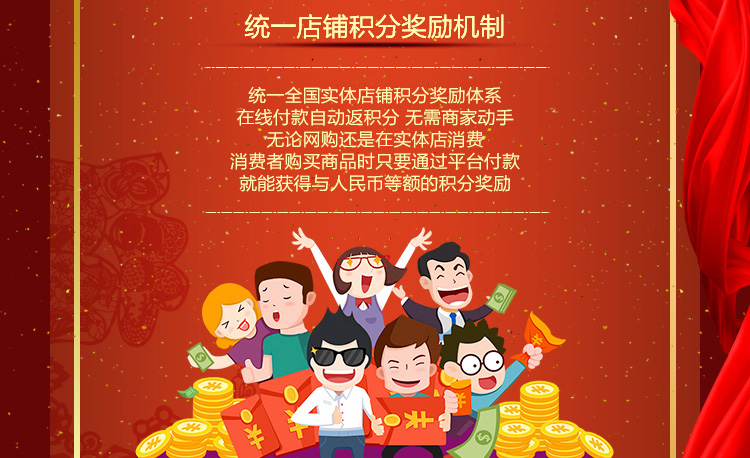 统一店铺积分奖励机制
统一全国实体店铺积分奖励体系
在线付款自动返积分 无需商家动手
无论网购还是在实体店消费
消费者购买商品时只要通过平台付款
就能获得与人民币等额的积分奖励